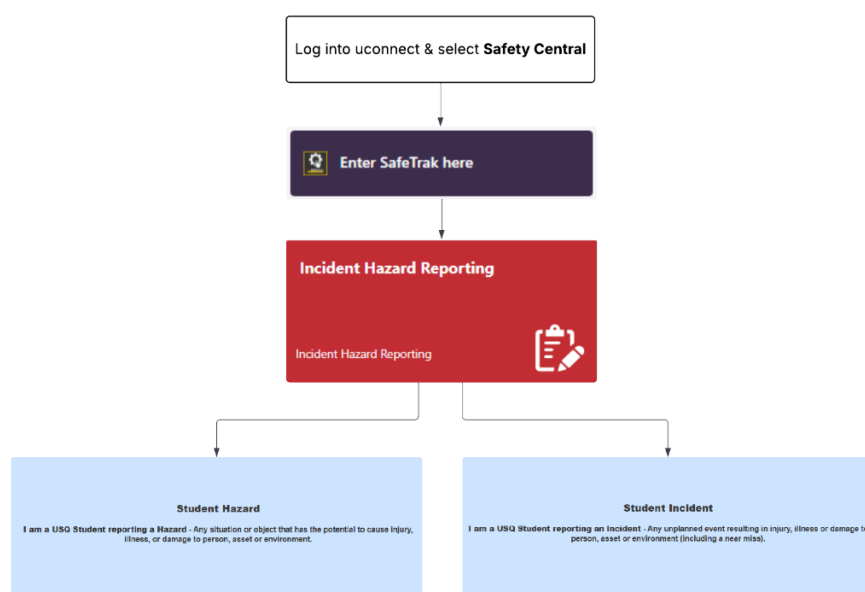 Log into uconnect & select Safety Central
Enter SafeTrak here
Incident Hazard Reporting
Incident Hazard Reporting
Student Hazard
I am a USQ Student reporting a Hazard - Any situation or object that has the potential to cause injury,
illness, or damage to person, asset or environment.
Student Incident
I am a USQ Student reporting an Incident - Any unplanned event resulting in injury, illness or damage to
person, asset or environment (including a near miss).